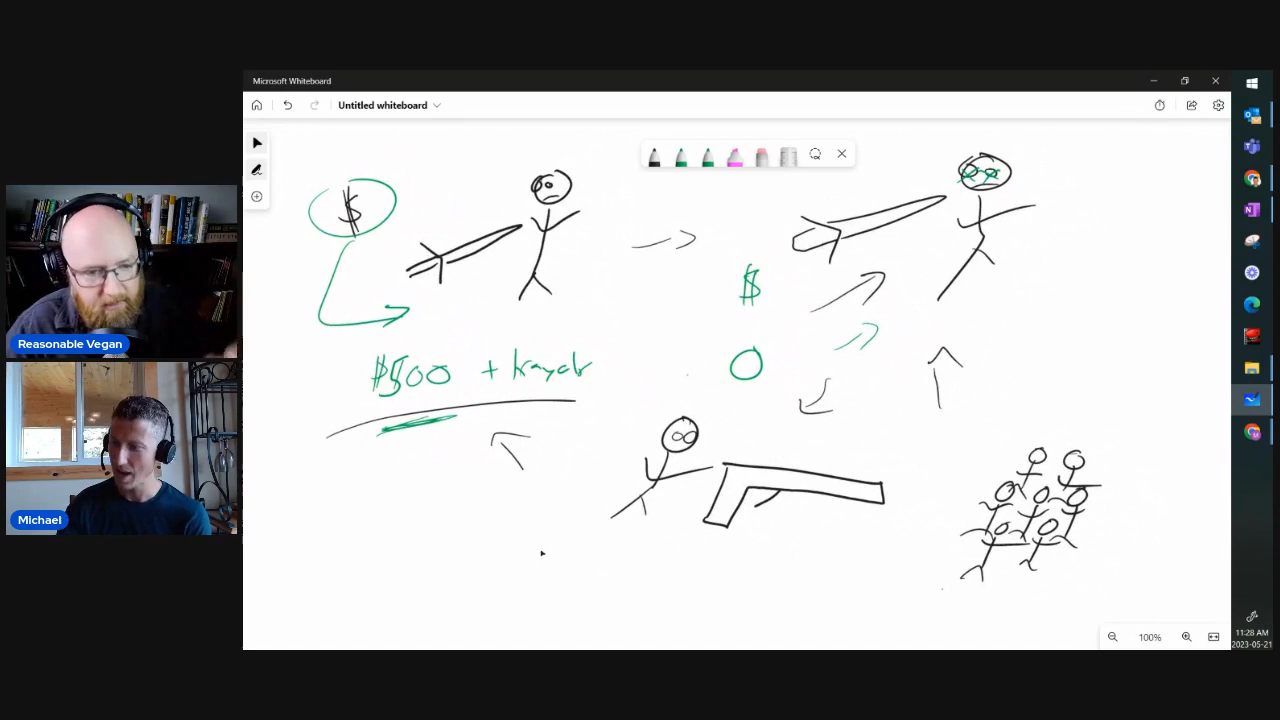 Microsoft Whiteboard
Untitled whiteboard
$
$
$500 + kayak
O
Reasonable Vegan
Michael
100%
11:28 AM
2023-05-21